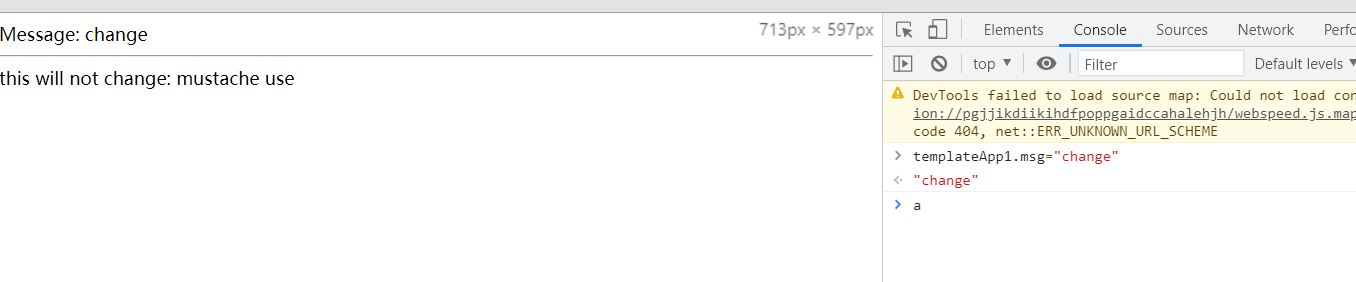 Message: change
713px × 597px
this will not change: mustache use
Elements Console Sources Network Perfo
top ▼ Filter Default levels ▼
DevTools failed to load source map: Could not load con
ion://pgjjikdiikihdfpoppgaidccahalehjh/webspeed.js.map
code 404, net::ERR_UNKNOWN_URL_SCHEME
> templateApp1.msg="change"
"change"
> a